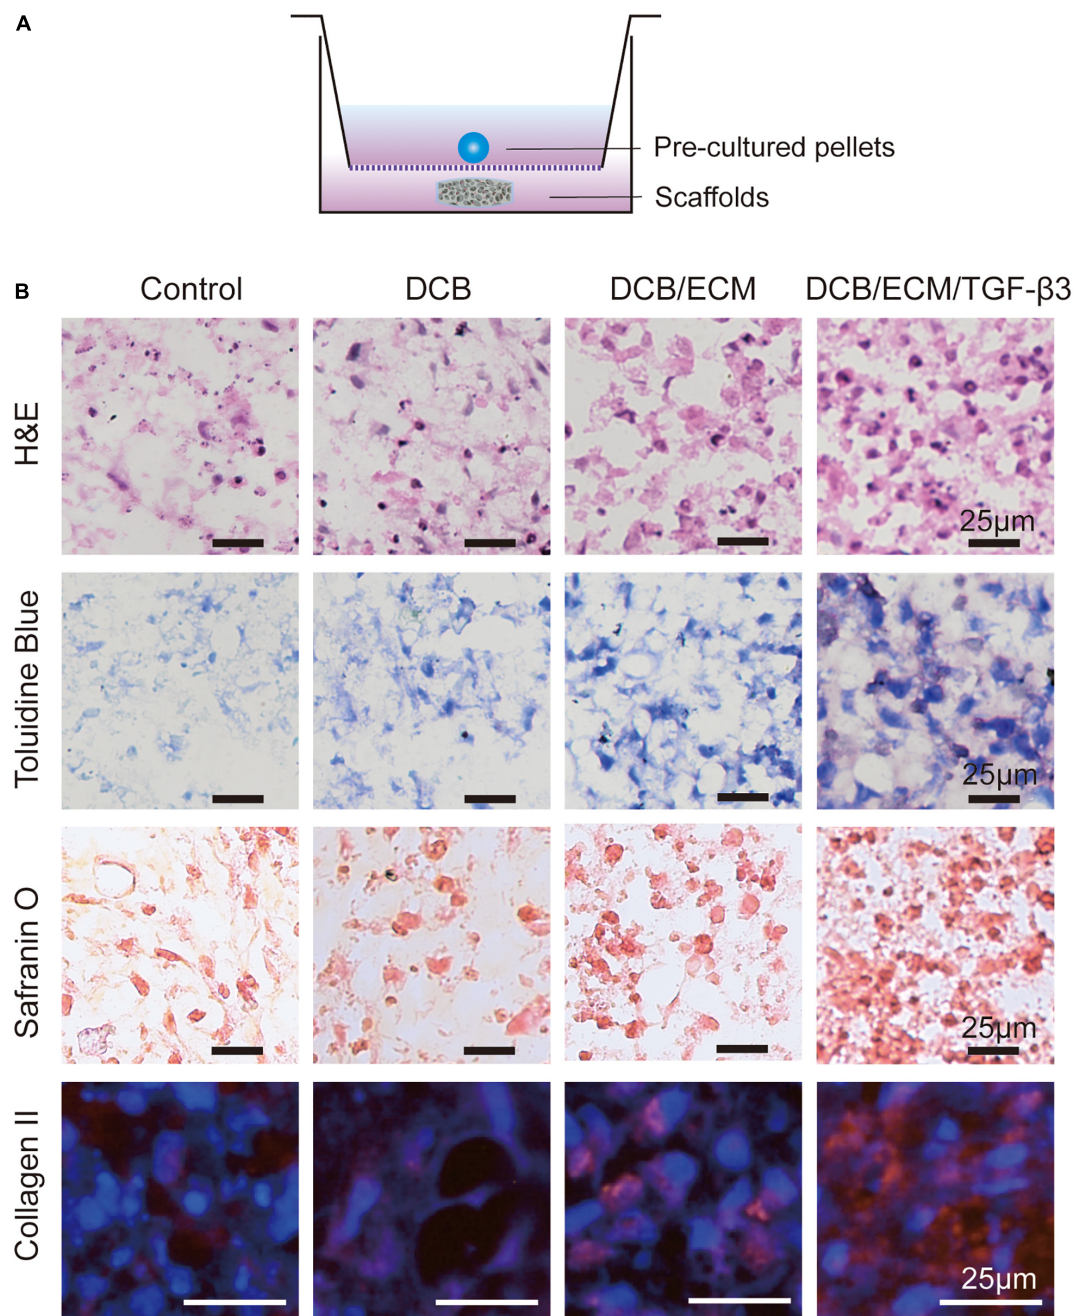 A
Pre-cultured pellets
Scaffolds
B
Control DCB DCB/ECM DCB/ECM/TGF-β3
H&E
25μm
Toluidine Blue
25μm
Safranin O
25μm
Collagen II
25μm